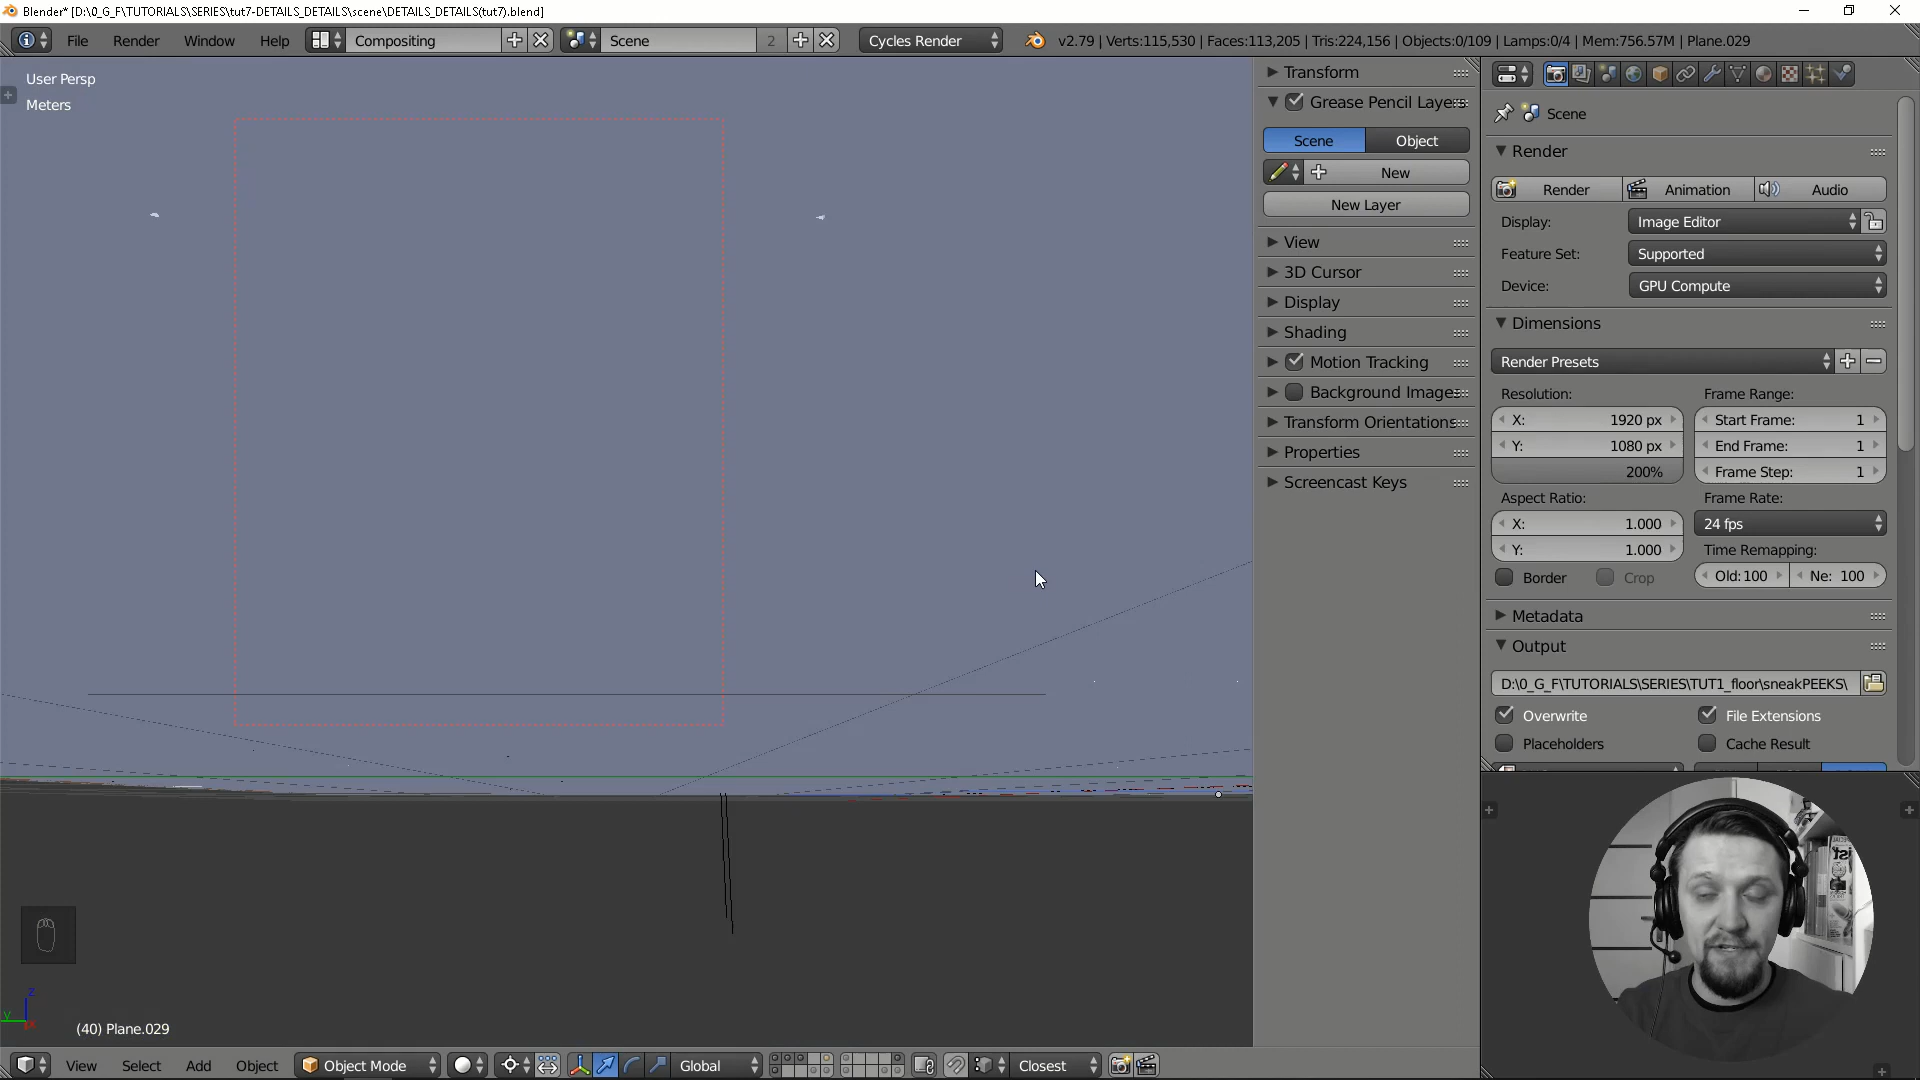 Blender* [D:\0_G_F\TUTORIALS\SERIES\tut7-DETAILS_DETAILS\scene\DETAILS_DETAILS(tut7).blend]
File Render Window Help Compositing Scene 2 Cycles Render v2.79 | Verts:115,530 | Faces:113,205 | Tris:224,156 | Objects:0/109 | Lamps:0/4 | Mem:756.57M | Plane.029
User Persp
Meters
Transform
Grease Pencil Laye
Scene Object
New
New Layer
View
3D Cursor
Display
Shading
Motion Tracking
Background Image
Transform Orientations
Properties
Screencast Keys
Scene
Render
Render Animation Audio
Display: Image Editor
Feature Set: Supported
Device: GPU Compute
Dimensions
Render Presets
Resolution: Frame Range:
X: 1920 px Start Frame: 1
Y: 1080 px End Frame: 1
200% Frame Step: 1
Aspect Ratio: Frame Rate:
X: 1.000 24 fps
Y: 1.000 Time Remapping:
Border Crop Old:100 Ne: 100
Metadata
Output
D:\0_G_F\TUTORIALS\SERIES\TUT1_floor\sneakPEEKS\
Overwrite File Extensions
Placeholders Cache Result
z
y
(40) Plane.029
View Select Add Object Object Mode Global Closest